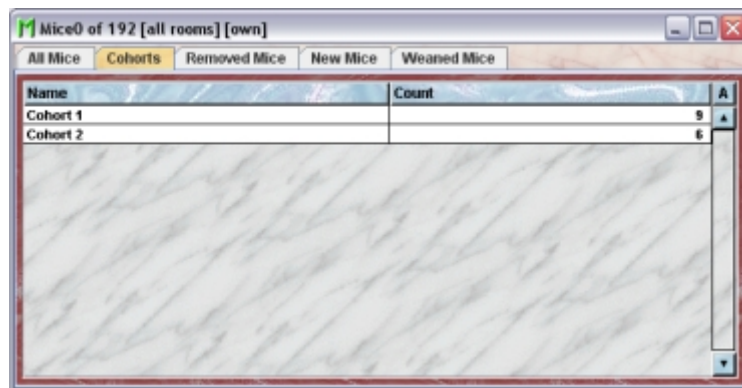 Mice0 of 192 [all rooms] [own]
All Mice Cohorts Removed Mice New Mice Weaned Mice
Name Count A
Cohort 1 9
Cohort 2 6